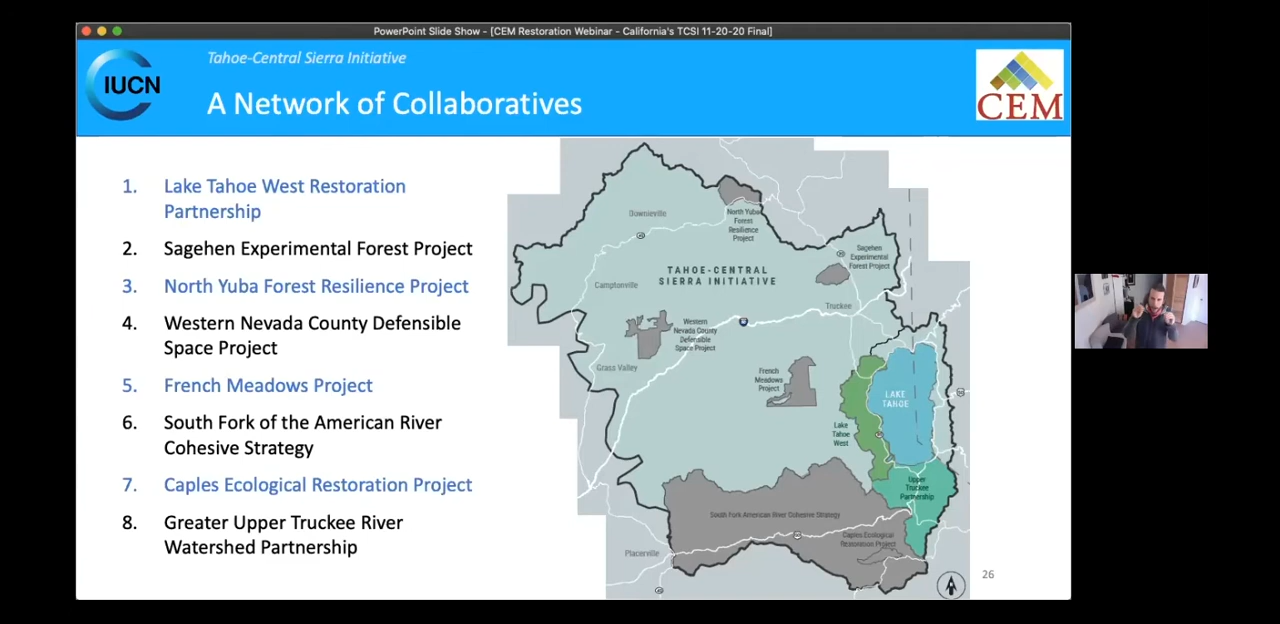 PowerPoint Slide Show - [CEM Restoration Webinar - California's TCSI 11-20-20 Final]
IUCN
Tahoe-Central Sierra Initiative
A Network of Collaboratives
CEM
1. Lake Tahoe West Restoration
Partnership
2. Sagehen Experimental Forest Project
3. North Yuba Forest Resilience Project
4. Western Nevada County Defensible
Space Project
5. French Meadows Project
6. South Fork of the American River
Cohesive Strategy
7. Caples Ecological Restoration Project
8. Greater Upper Truckee River
Watershed Partnership
Downieville
North Yuba
Forest
Resilience
Project
Sagehen
Experimental
Forest Project
TAHOE-CENTRAL
SIERRA INITIATIVE
Camptonville
Truckee
Western
Nevada County
Defensible
Space Project
Grass Valley
French
Meadows
Project
LAKE
TAHOE
Lake
Tahoe
West
Upper
Truckee
Partnership
South Fork American River Cohesive Strategy
Caples Ecological
Restoration Project
Placerville
26